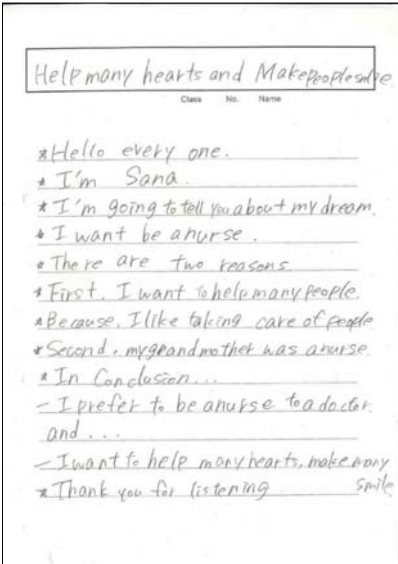 Help many hearts and Make people smile
Class No. Name
*Hello every one.
*I'm Sana.
*I'm going to tell you about my dream.
*I want be anurse.
*There are two reasons.
*First. I want to help many people.
*Because, I like taking care of people
*Second, my grandmother was anurse.
*In Conclusion...
-I prefer to be anurse to a doctor.
and ...
-I want to help many hearts, make many
smile
*Thank you for listening